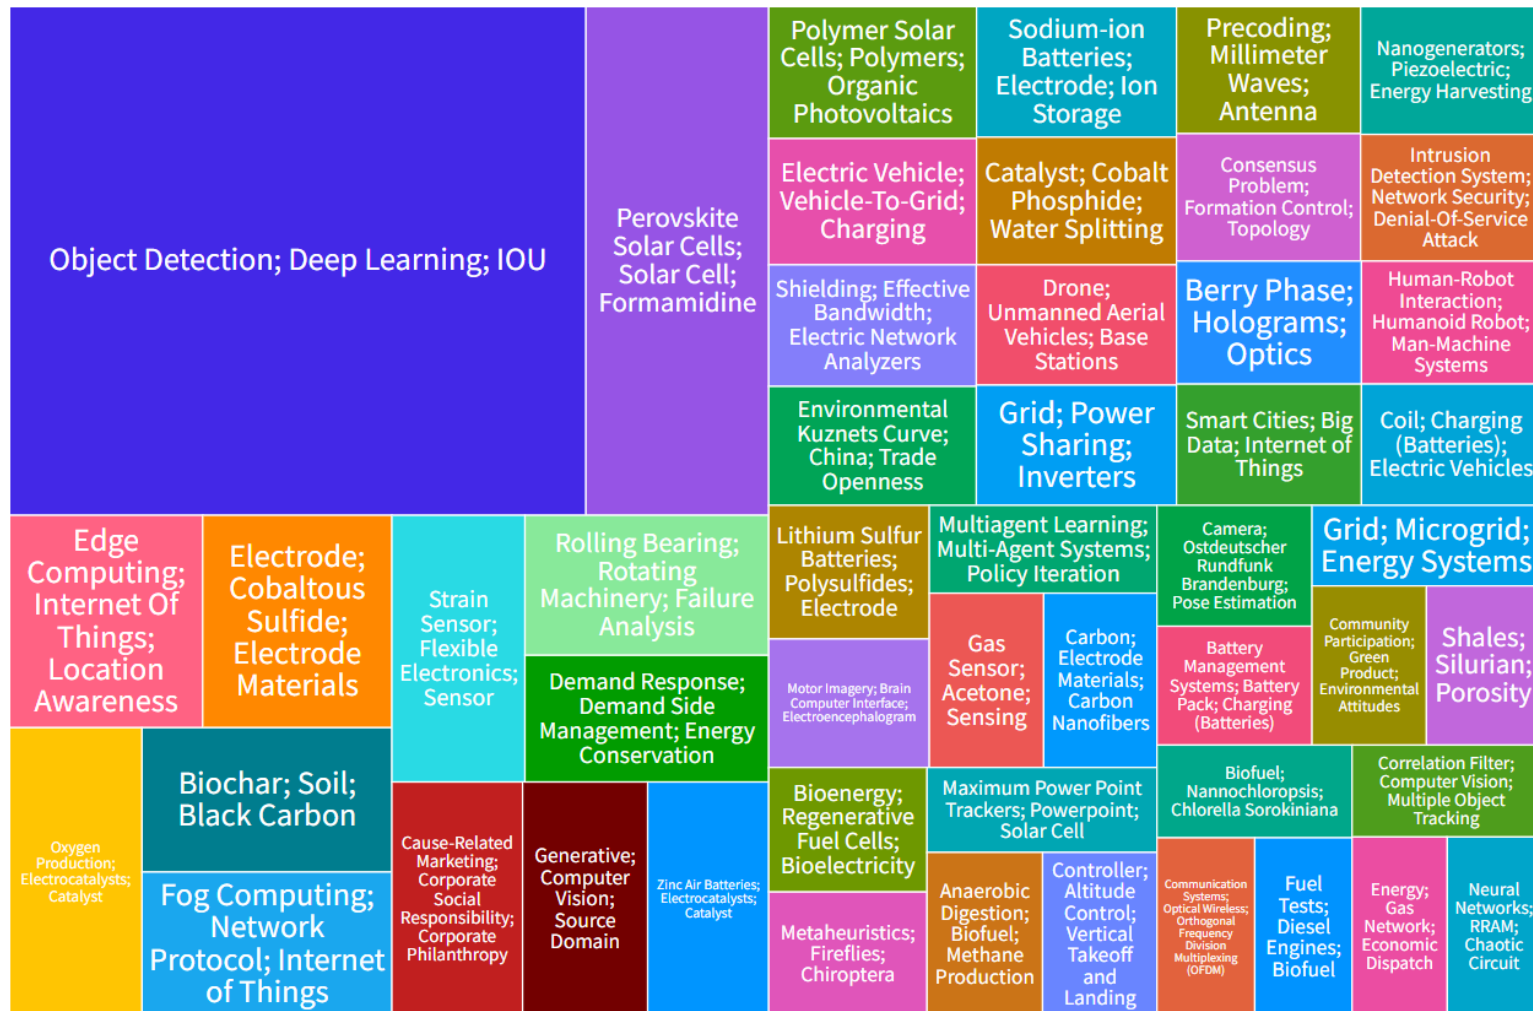 Object Detection; Deep Learning; IOU
Perovskite
Solar Cells;
Solar Cell;
Formamidine
Polymer Solar
Cells; Polymers;
Organic
Photovoltaics
Sodium-ion
Batteries;
Electrode; Ion
Storage
Precoding;
Millimeter
Waves;
Antenna
Nanogenerators;
Piezoelectric;
Energy Harvesting
Electric Vehicle;
Vehicle-To-Grid;
Charging
Catalyst; Cobalt
Phosphide;
Water Splitting
Consensus
Problem;
Formation Control;
Topology
Intrusion
Detection System;
Network Security;
Denial-Of-Service
Attack
Shielding; Effective
Bandwidth;
Electric Network
Analyzers
Drone;
Unmanned Aerial
Vehicles; Base
Stations
Berry Phase;
Holograms;
Optics
Human-Robot
Interaction;
Humanoid Robot;
Man-Machine
Systems
Environmental
Kuznets Curve;
China; Trade
Openness
Grid; Power
Sharing;
Inverters
Smart Cities; Big
Data; Internet of
Things
Coil; Charging
(Batteries);
Electric Vehicles
Edge
Computing;
Internet Of
Things;
Location
Awareness
Electrode;
Cobaltous
Sulfide;
Electrode
Materials
Strain
Sensor;
Flexible
Electronics;
Sensor
Rolling Bearing;
Rotating
Machinery; Failure
Analysis
Demand Response;
Demand Side
Management; Energy
Conservation
Lithium Sulfur
Batteries;
Polysulfides;
Electrode
Multiagent Learning;
Multi-Agent Systems;
Policy Iteration
Camera;
Ostdeutscher
Rundfunk
Brandenburg;
Pose Estimation
Grid; Microgrid;
Energy Systems
Motor Imagery; Brain
Computer Interface;
Electroencephalogram
Gas
Sensor;
Acetone;
Sensing
Carbon;
Electrode
Materials;
Carbon
Nanofibers
Battery
Management
Systems; Battery
Pack; Charging
(Batteries)
Community
Participation;
Green
Product;
Environmental
Attitudes
Shales;
Silurian;
Porosity
Oxygen
Production;
Electrocatalysts;
Catalyst
Biochar; Soil;
Black Carbon
Fog Computing;
Network
Protocol; Internet
of Things
Cause-Related
Marketing;
Corporate
Social
Responsibility;
Corporate
Philanthropy
Generative;
Computer
Vision;
Source
Domain
Zinc Air Batteries;
Electrocatalysts;
Catalyst
Bioenergy;
Regenerative
Fuel Cells;
Bioelectricity
Maximum Power Point
Trackers; Powerpoint;
Solar Cell
Biofuel;
Nannochloropsis;
Chlorella Sorokiniana
Correlation Filter;
Computer Vision;
Multiple Object
Tracking
Metaheuristics;
Fireflies;
Chiroptera
Anaerobic
Digestion;
Biofuel;
Methane
Production
Controller;
Altitude
Control;
Vertical
Takeoff
and
Landing
Communication
Systems;
Optical Wireless;
Orthogonal
Frequency
Division
Multiplexing
(OFDM)
Fuel
Tests;
Diesel
Engines;
Biofuel
Energy;
Gas
Network;
Economic
Dispatch
Neural
Networks;
RRAM;
Chaotic
Circuit